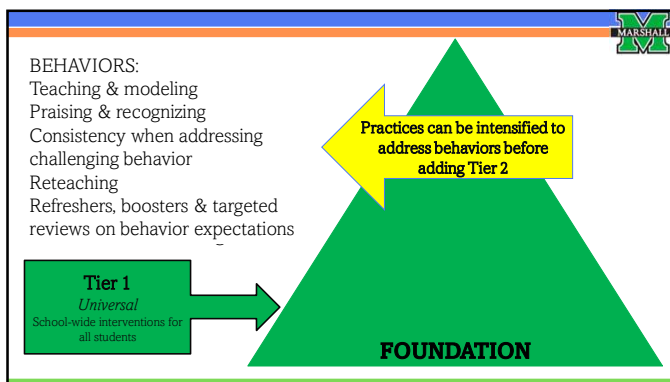 MARSHALL
BEHAVIORS:
Teaching & modeling
Praising & recognizing
Consistency when addressing
challenging behavior
Reteaching
Refreshers, boosters & targeted
reviews on behavior expectations
Practices can be intensified to
address behaviors before
adding Tier 2
Tier 1
Universal
School-wide interventions for
all students
FOUNDATION